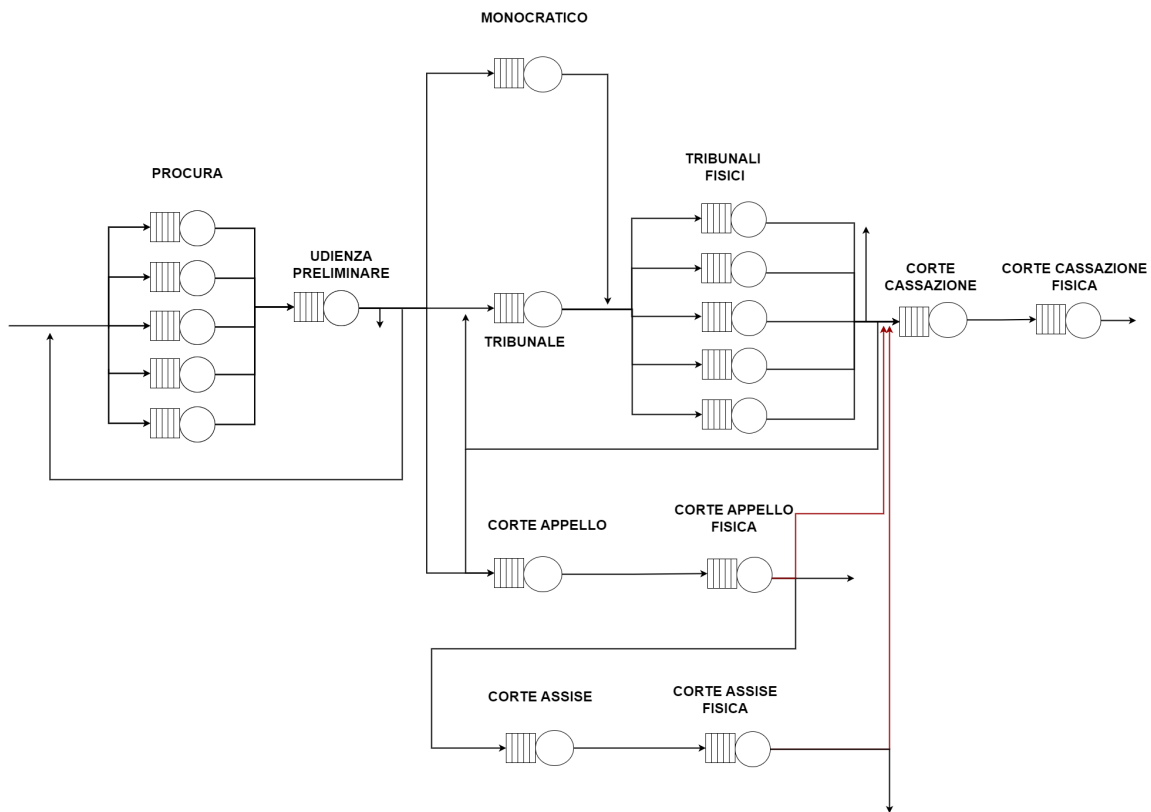 MONOCRATICO
PROCURA
TRIBUNALI
FISICI
UDIENZA
PRELIMINARE
CORTE
CASSAZIONE
CORTE CASSAZIONE
FISICA
TRIBUNALE
CORTE APPELLO
CORTE APPELLO
FISICA
CORTE ASSISE
CORTE ASSISE
FISICA